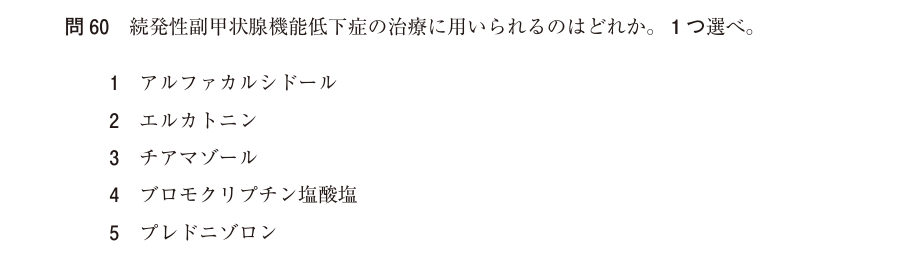 問60 続発性副甲状腺機能低下症の治療に用いられるのはどれか。1つ選べ。
1 アルファカルシドール
2 エルカトニン
3 チアマゾール
4 ブロモクリプチン塩酸塩
5 プレドニゾロン